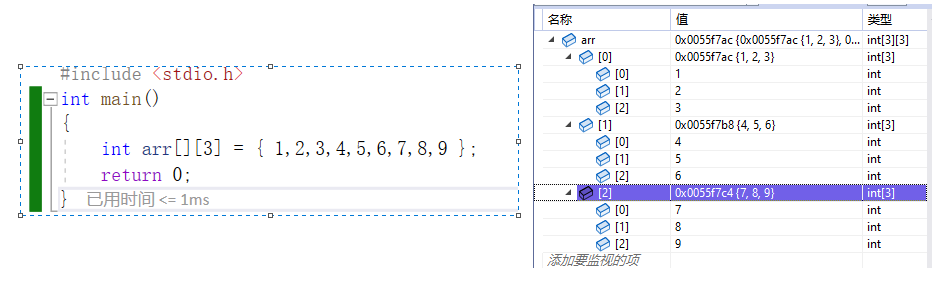 #include <stdio.h>
int main()
{
int arr[][3] = { 1,2,3,4,5,6,7,8,9 };
return 0;
} 已用时间 <= 1ms
名称 值 类型
arr 0x0055f7ac {0x0055f7ac {1, 2, 3}, 0... int[3][3]
[0] 0x0055f7ac {1, 2, 3} int[3]
[0] 1 int
[1] 2 int
[2] 3 int
[1] 0x0055f7b8 {4, 5, 6} int[3]
[0] 4 int
[1] 5 int
[2] 6 int
[2] 0x0055f7c4 {7, 8, 9} int[3]
[0] 7 int
[1] 8 int
[2] 9 int
添加要监视的项